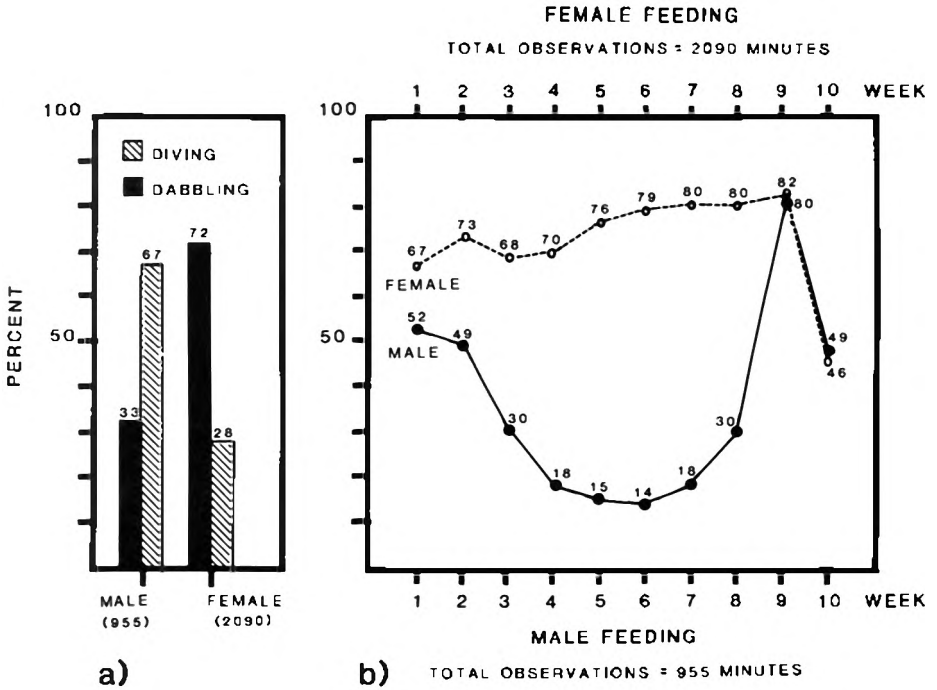 FEMALE FEEDING
TOTAL OBSERVATIONS = 2090 MINUTES
1 2 3 4 5 6 7 8 9 10 WEEK
100
DIVING
DABBLING
72
67
50
33
28
PERCENT
MALE
(955)
FEMALE
(2090)
a)
100
67 73 68 70 76 79 80 80 82
FEMALE
50
52 49 30 18 15 14 18 30 80 49
46
MALE
1 2 3 4 5 6 7 8 9 10 WEEK
MALE FEEDING
b) TOTAL OBSERVATIONS = 955 MINUTES